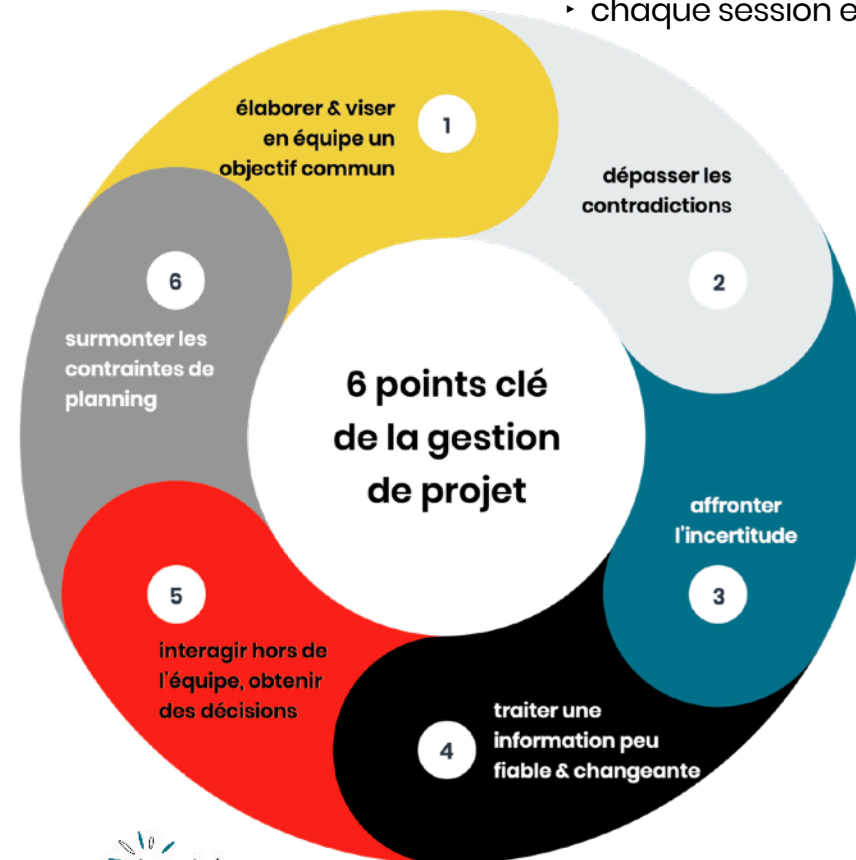 ‣ chaque session e
1
élaborer & viser
en équipe un
objectif commun
2
dépasser les
contradictions
3
affronter
l'incertitude
4
traiter une
information peu
fiable & changeante
5
interagir hors de
l'équipe, obtenir
des décisions
6
surmonter les
contraintes de
planning
6 points clé
de la gestion
de projet